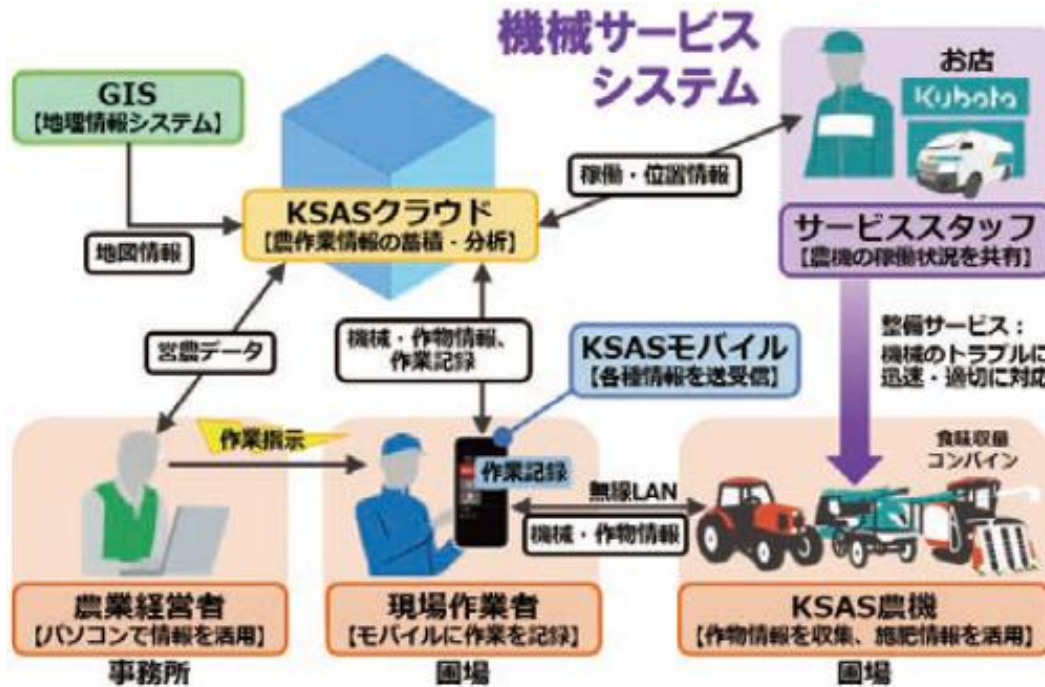 機械サービス
システム
お店
Kubota
GIS
【地理情報システム】
稼働・位置情報
KSASクラウド
【農作業情報の蓄積・分析】
地図情報
サービススタッフ
【農機の稼働状況を共有】
営農データ
機械・作物情報、
作業記録
KSASモバイル
【各種情報を送受信】
整備サービス：
機械のトラブルに
迅速・適切に対応
作業指示
作業記録
食味収量
コンバイン
無線LAN
機械・作物情報
農業経営者
【パソコンで情報を活用】
事務所
現場作業者
【モバイルに作業を記録】
圃場
KSAS農機
【作物情報を収集、施肥情報を活用】
圃場